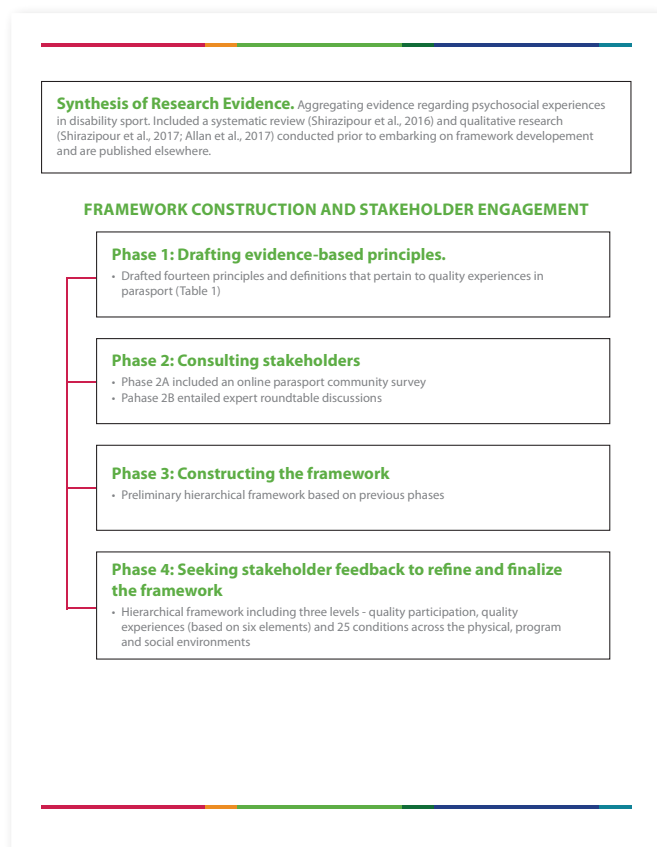 Synthesis of Research Evidence. Aggregating evidence regarding psychosocial experiences
in disability sport. Included a systematic review (Shirazipour et al., 2016) and qualitative research
(Shirazipour et al., 2017; Allan et al., 2017) conducted prior to embarking on framework developement
and are published elsewhere.
FRAMEWORK CONSTRUCTION AND STAKEHOLDER ENGAGEMENT
Phase 1: Drafting evidence-based principles.
• Drafted fourteen principles and definitions that pertain to quality experiences in
parasport (Table 1)
Phase 2: Consulting stakeholders
• Phase 2A included an online parasport community survey
• Pahase 2B entailed expert roundtable discussions
Phase 3: Constructing the framework
• Preliminary hierarchical framework based on previous phases
Phase 4: Seeking stakeholder feedback to refine and finalize
the framework
• Hierarchical framework including three levels - quality participation, quality
experiences (based on six elements) and 25 conditions across the physical, program
and social environments